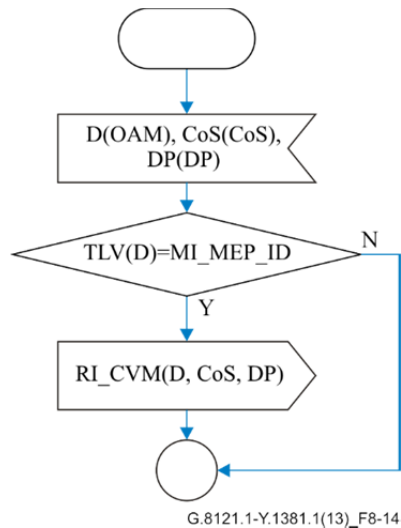 D(OAM), CoS(CoS),
DP(DP)
TLV(D)=MI_MEP_ID
N
Y
RI_CVM(D, CoS, DP)
G.8121.1-Y.1381.1(13)_F8-14